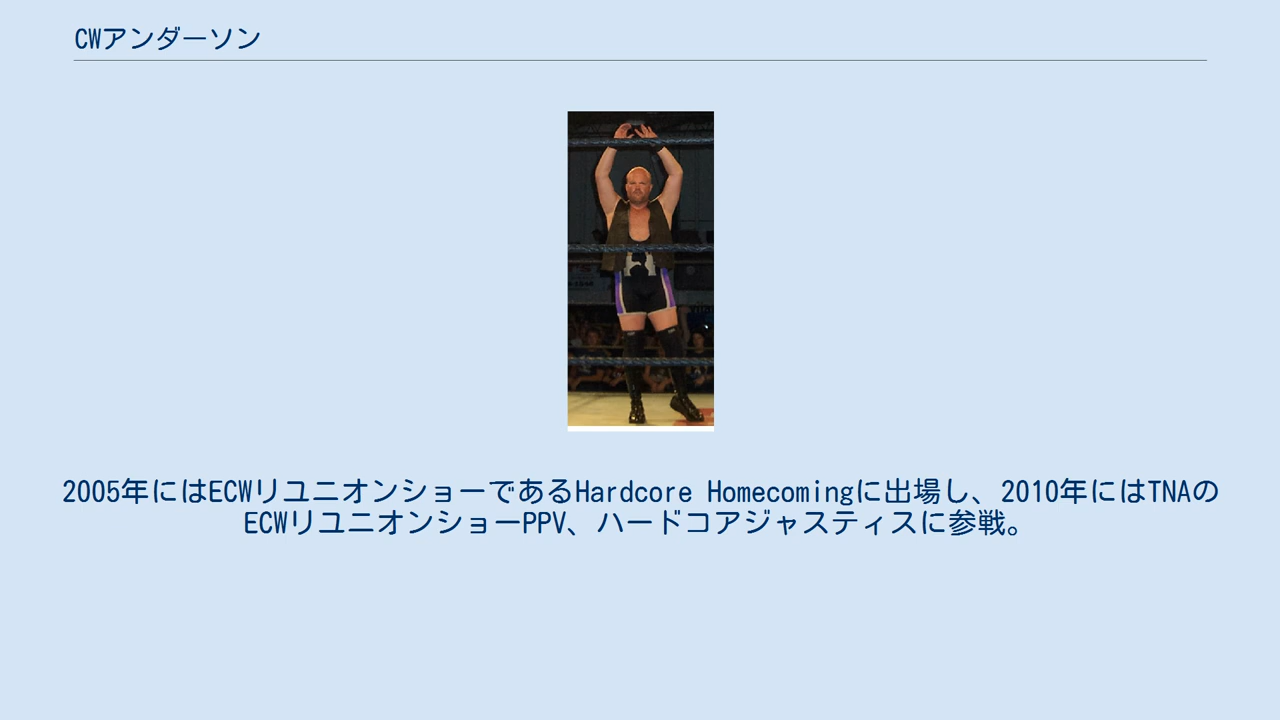 CWアンダーソン
2005年にはECWリユニオンショーであるHardcore Homecomingに出場し、2010年にはTNAの
ECWリユニオンショーPPV、ハードコアジャスティスに参戦。